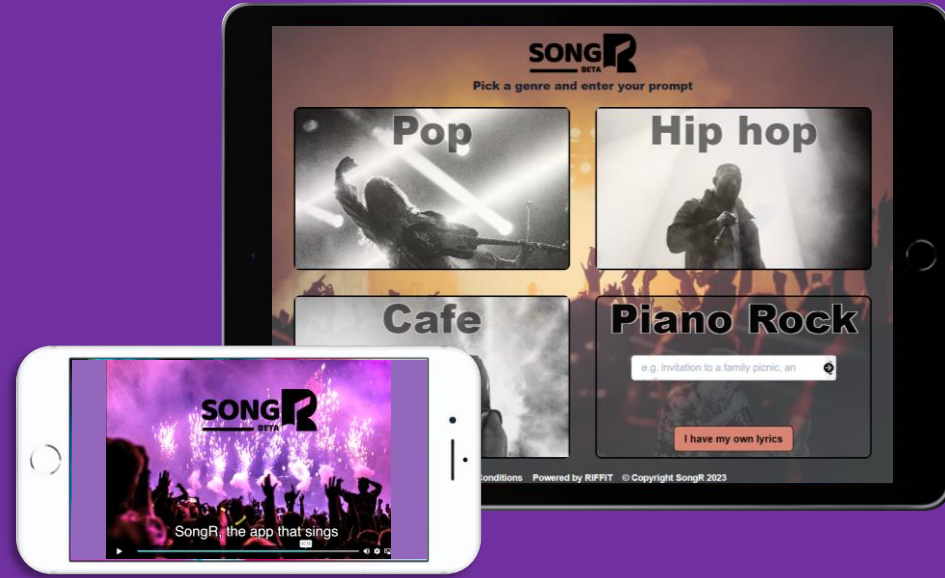 SONGR
BETA
Pick a genre and enter your prompt
Pop
Hip hop
Cafe
Piano Rock
e.g. invitation to a family picnic, an
I have my own lyrics
Conditions Powered by RIFFIT © Copyright SongR 2023
SONGR
BETA
SongR, the app that sings